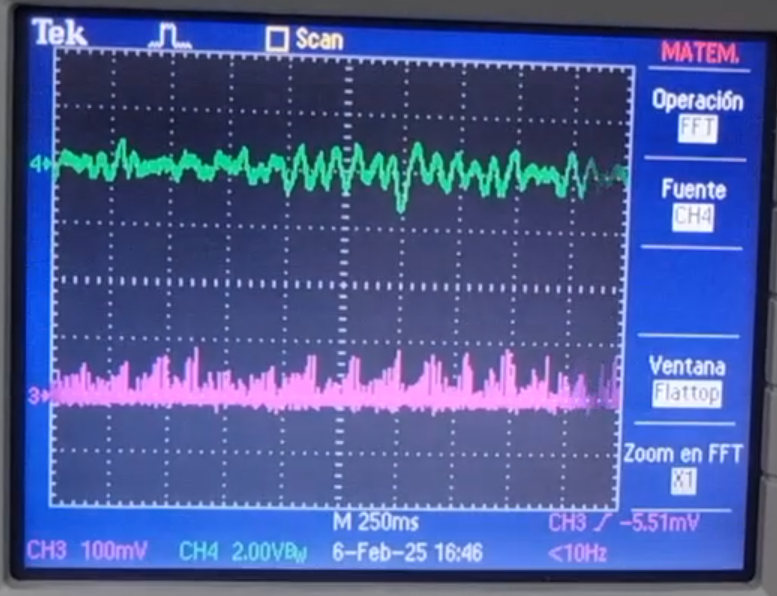 Tek
Scan
MATEM.
Operación
FFT
Fuente
CH4
4
Ventana
Flattop
3
Zoom en FFT
X1
M 250ms
CH3 ∫ -5.51mV
CH3 100mV
CH4 2.00VBW
6-Feb-25 16:46
<10Hz